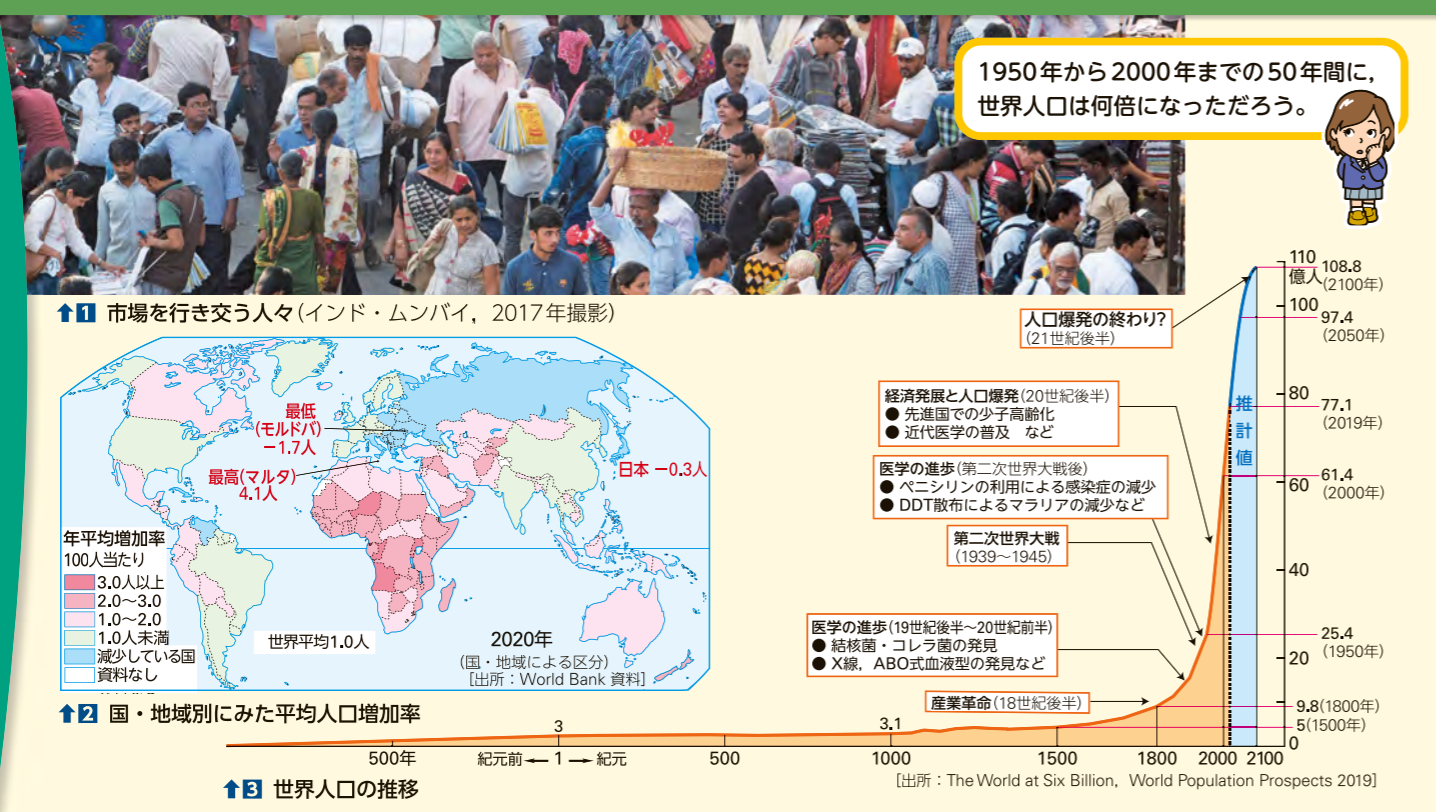 1950年から2000年までの50年間に,
世界人口は何倍になっただろう。
↑1 市場を行き交う人々(インド・ムンバイ, 2017年撮影)
最低
(モルドバ)
−1.7人
最高(マルタ)
4.1人
日本 −0.3人
年平均増加率
100人当たり
3.0人以上
2.0〜3.0
1.0〜2.0
1.0人未満
減少している国
資料なし
世界平均1.0人
2020年
(国・地域による区分)
[出所:World Bank 資料]
↑2 国・地域別にみた平均人口増加率
人口爆発の終わり?
(21世紀後半)
経済発展と人口爆発(20世紀後半)
● 先進国での少子高齢化
● 近代医学の普及 など
医学の進歩(第二次世界大戦後)
● ペニシリンの利用による感染症の減少
● DDT散布によるマラリアの減少など
第二次世界大戦
(1939〜1945)
医学の進歩(19世紀後半〜20世紀前半)
● 結核菌・コレラ菌の発見
● X線,ABO式血液型の発見など
産業革命(18世紀後半)
推計値
110
億人
108.8
(2100年)
100
97.4
(2050年)
80
77.1
(2019年)
60
61.4
(2000年)
40
25.4
(1950年)
20
9.8(1800年)
5(1500年)
0
3
3.1
500年
紀元前←1→紀元
500
1000
1500
1800
2000
2100
[出所:The World at Six Billion, World Population Prospects 2019]
↑3 世界人口の推移